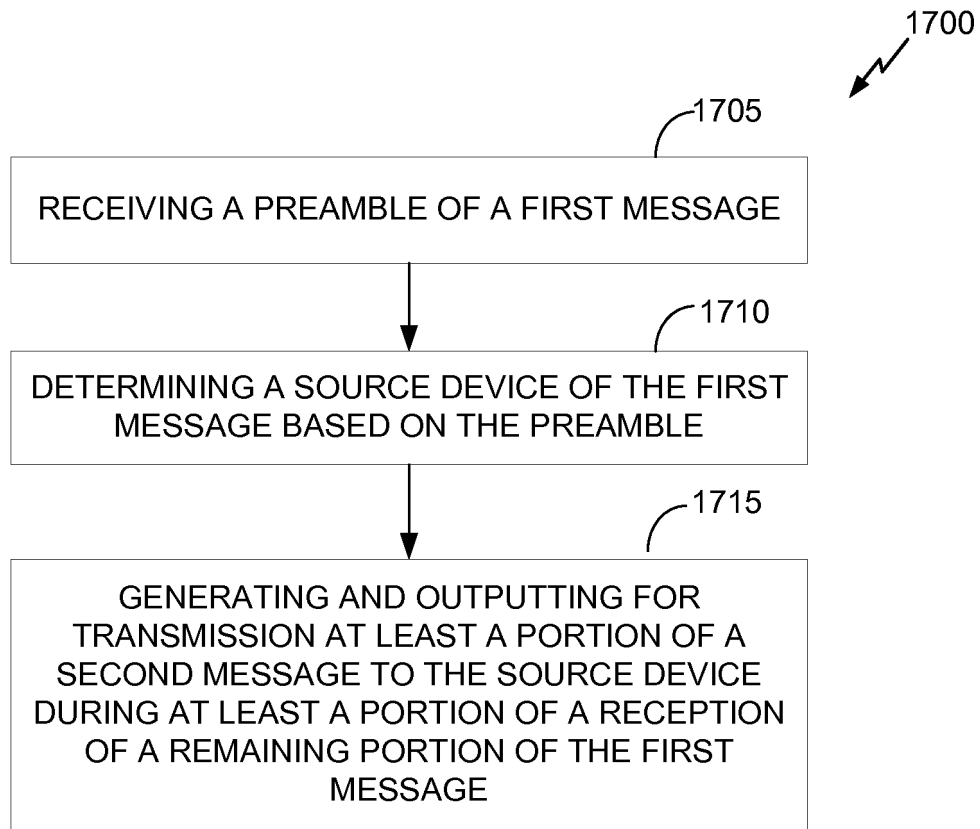 1700
1705
RECEIVING A PREAMBLE OF A FIRST MESSAGE
1710
DETERMINING A SOURCE DEVICE OF THE FIRST
MESSAGE BASED ON THE PREAMBLE
1715
GENERATING AND OUTPUTTING FOR
TRANSMISSION AT LEAST A PORTION OF A
SECOND MESSAGE TO THE SOURCE DEVICE
DURING AT LEAST A PORTION OF A RECEPTION
OF A REMAINING PORTION OF THE FIRST
MESSAGE